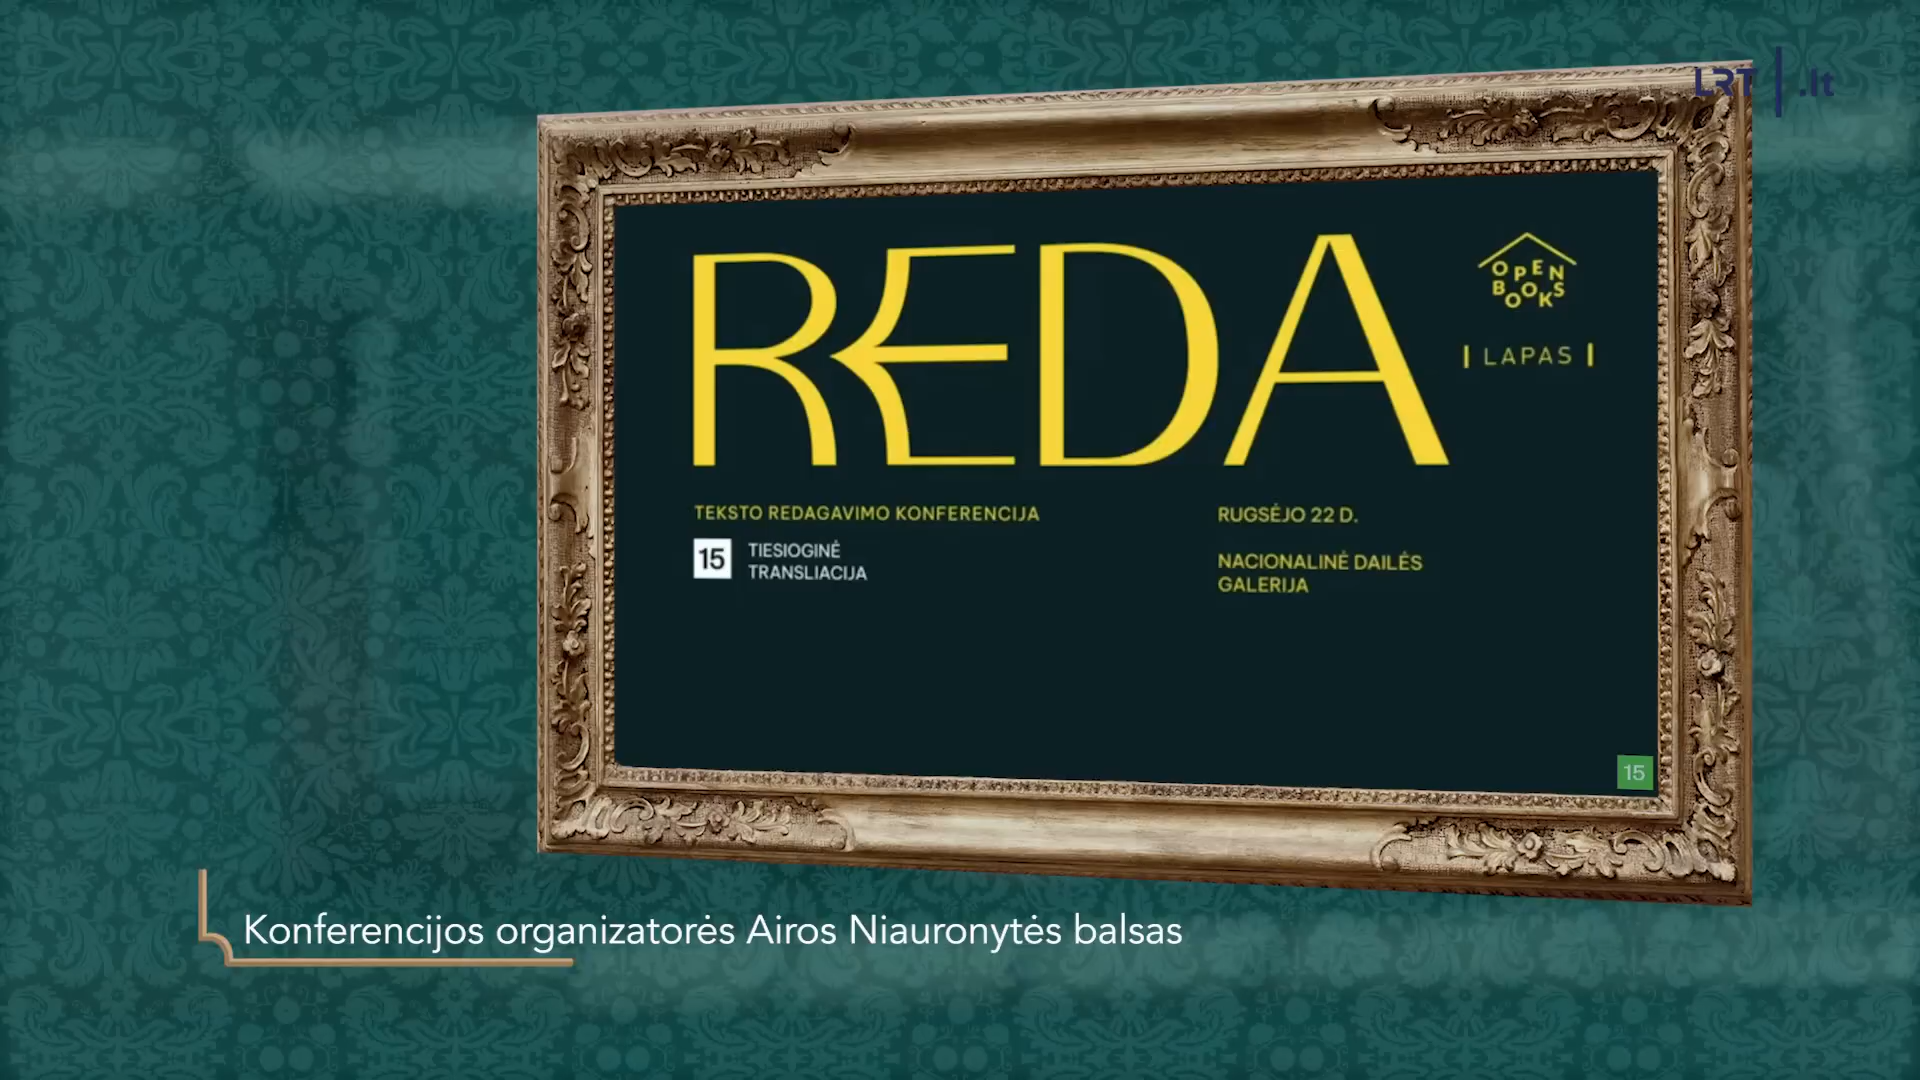 LRT | .lt
REDA
OPEN
BOOKS
| LAPAS |
TEKSTO REDAGAVIMO KONFERENCIJA
15
TIESIOGINĖ
TRANSLIACIJA
RUGSĖJO 22 D.
NACIONALINĖ DAILĖS
GALERIJA
15
Konferencijos organizatorės Airos Niauronytės balsas